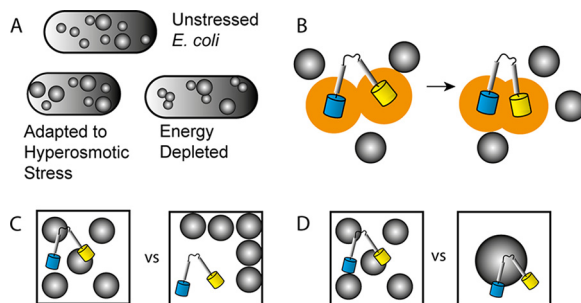 A
Unstressed
E. coli
Adapted to
Hyperosmotic
Stress
Energy
Depleted
B
C
vs
D
vs